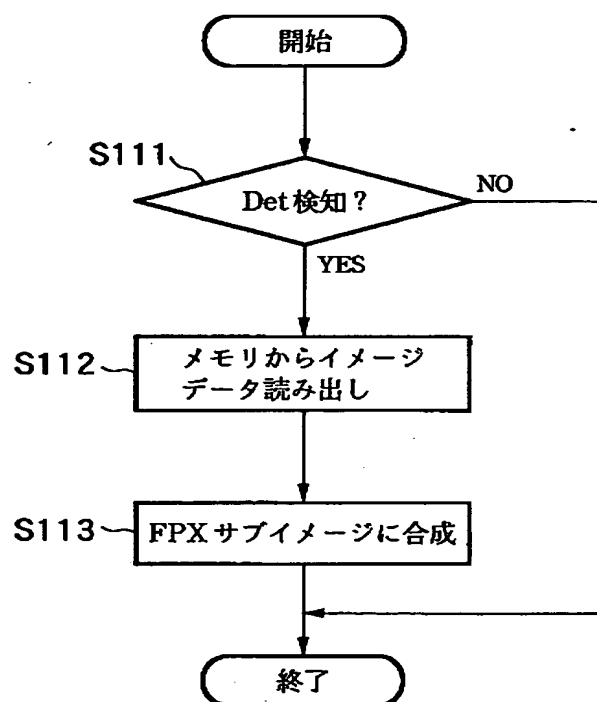 開始
S111
Det検知？
NO
YES
S112
メモリからイメージ
データ読み出し
S113
FPXサブイメージに合成
終了